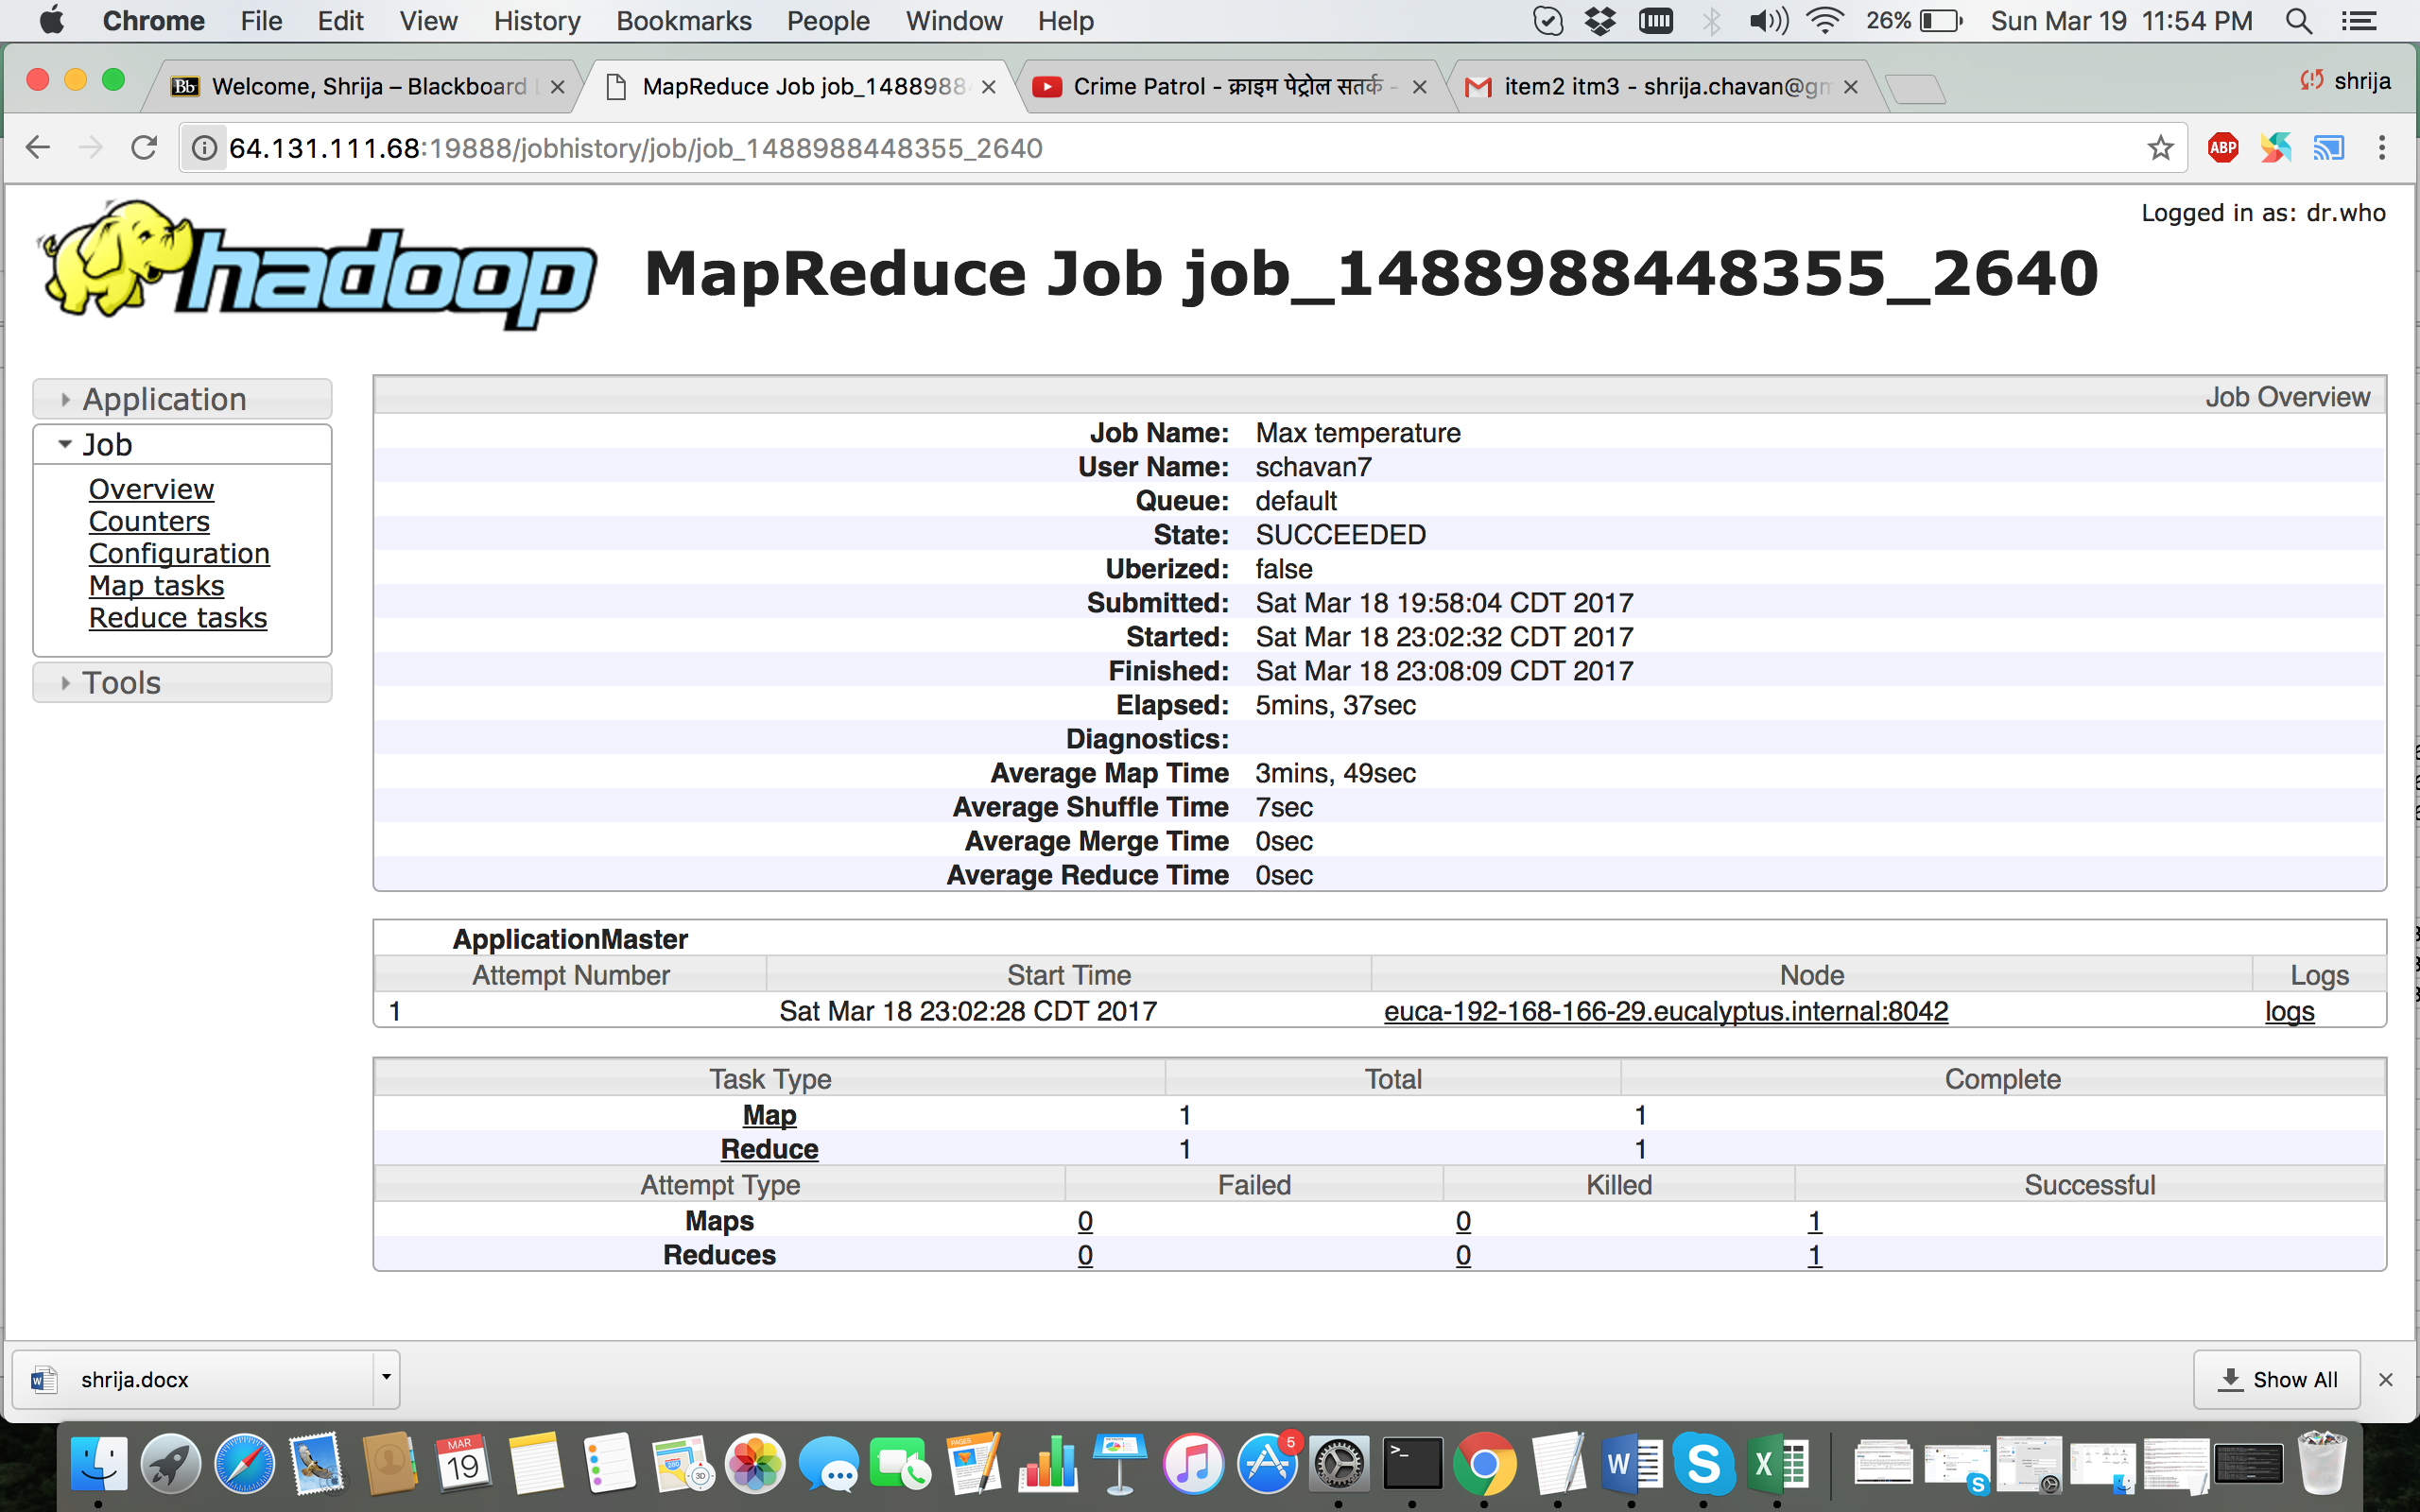 Chrome File Edit View History Bookmarks People Window Help 26% Sun Mar 19 11:54 PM
Bb Welcome, Shrija – Blackboard L MapReduce Job job_1488988 Crime Patrol - क्राइम पेट्रोल सतर्क - item2 itm3 - shrija.chavan@gm shrija
64.131.111.68:19888/jobhistory/job/job_1488988448355_2640 ABP
Logged in as: dr.who
hadoop MapReduce Job job_1488988448355_2640
Application
Job
Overview
Counters
Configuration
Map tasks
Reduce tasks
Tools
Job Overview
Job Name: Max temperature
User Name: schavan7
Queue: default
State: SUCCEEDED
Uberized: false
Submitted: Sat Mar 18 19:58:04 CDT 2017
Started: Sat Mar 18 23:02:32 CDT 2017
Finished: Sat Mar 18 23:08:09 CDT 2017
Elapsed: 5mins, 37sec
Diagnostics:
Average Map Time 3mins, 49sec
Average Shuffle Time 7sec
Average Merge Time 0sec
Average Reduce Time 0sec
ApplicationMaster
Attempt Number Start Time Node Logs
1 Sat Mar 18 23:02:28 CDT 2017 euca-192-168-166-29.eucalyptus.internal:8042 logs
Task Type Total Complete
Map 1 1
Reduce 1 1
Attempt Type Failed Killed Successful
Maps 0 0 1
Reduces 0 0 1
shrija.docx Show All
MAR
19
PAGES
3D
5